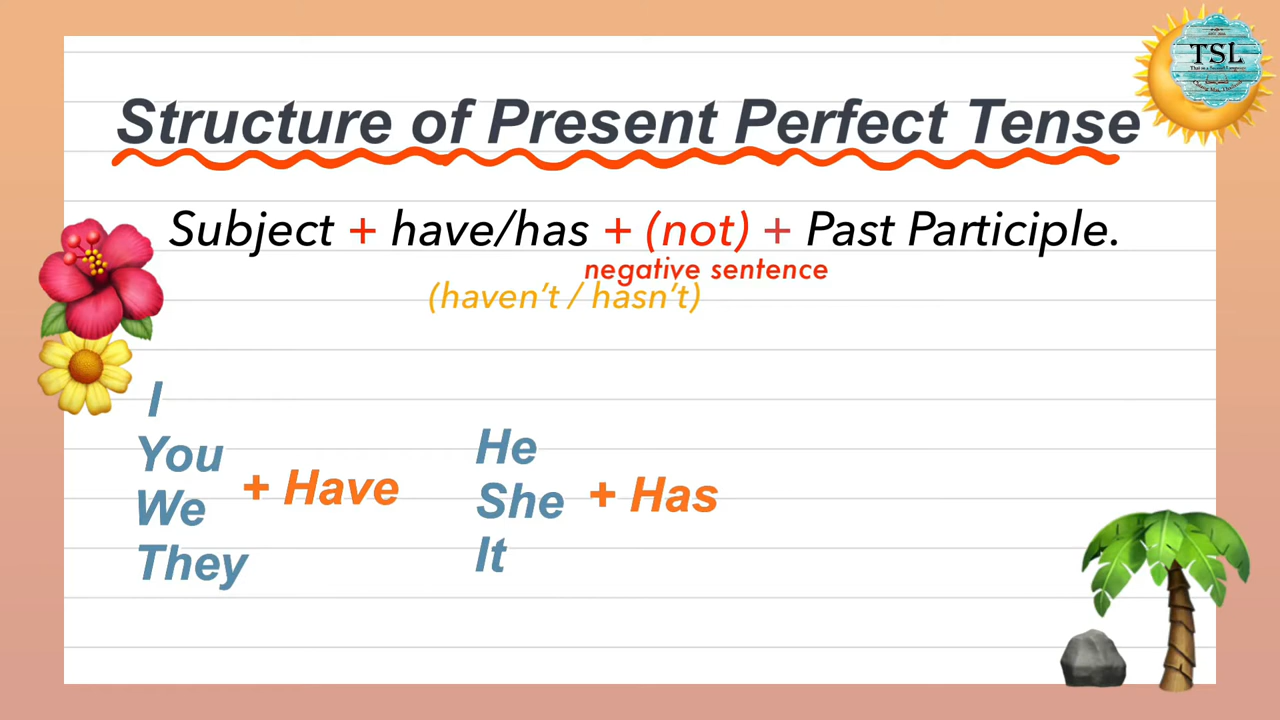 TSL
Structure of Present Perfect Tense
Subject + have/has + (not) + Past Participle.
negative sentence
(haven't / hasn't)
I
You
We
They
+ Have
He
She
It
+ Has